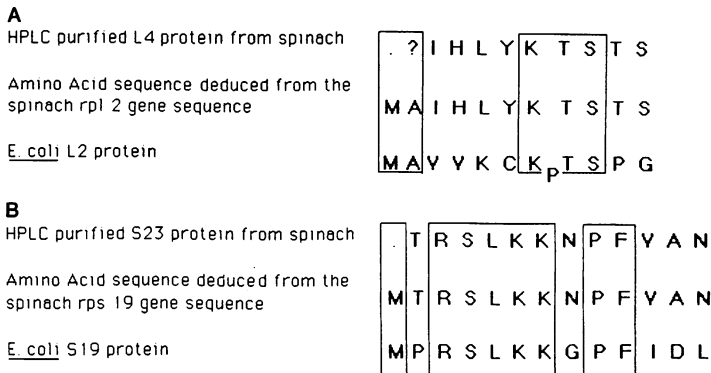 A
HPLC purified L4 protein from spinach . ? I H L Y K T S T S
Amino Acid sequence deduced from the
spinach rpl 2 gene sequence M A I H L Y K T S T S
E. coli L2 protein M A V V K C K P T S P G
B
HPLC purified S23 protein from spinach . T R S L K K N P F V A N
Amino Acid sequence deduced from the
spinach rps 19 gene sequence M T R S L K K N P F V A N
E. coli S19 protein M P R S L K K G P F I D L